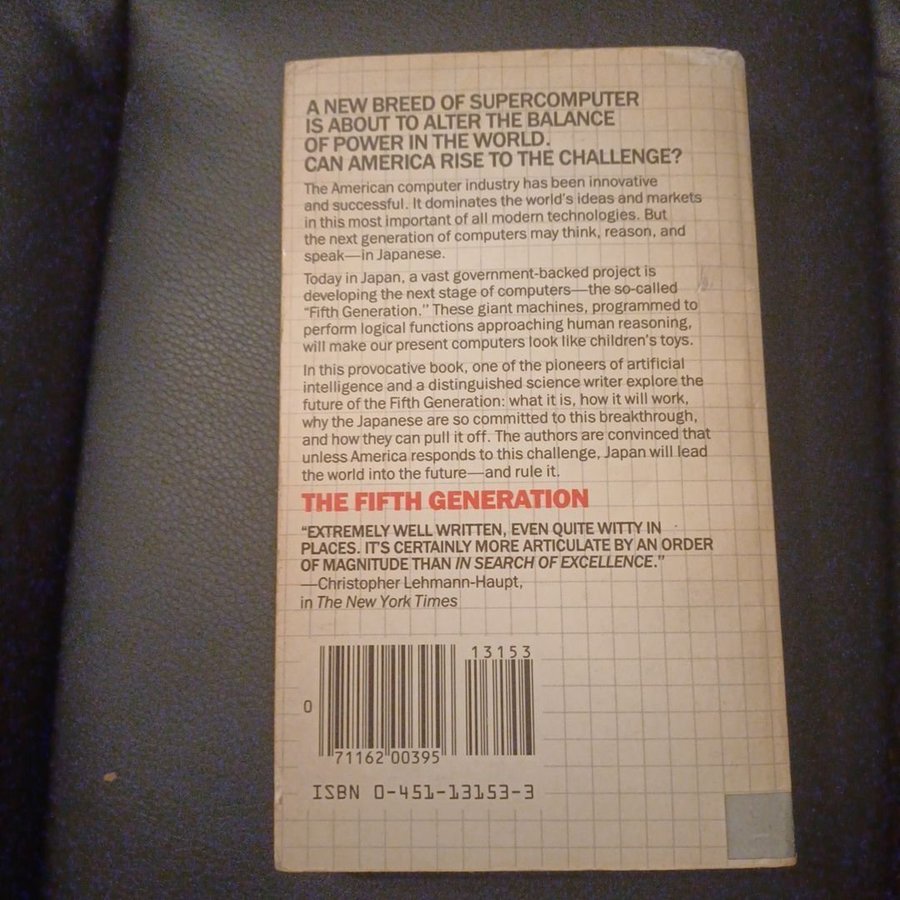 A NEW BREED OF SUPERCOMPUTER
IS ABOUT TO ALTER THE BALANCE
OF POWER IN THE WORLD.
CAN AMERICA RISE TO THE CHALLENGE?
The American computer industry has been innovative
and successful. It dominates the world's ideas and markets
in this most important of all modern technologies. But
the next generation of computers may think, reason, and
speak—in Japanese.
Today in Japan, a vast government-backed project is
developing the next stage of computers—the so-called
"Fifth Generation." These giant machines, programmed to
perform logical functions approaching human reasoning,
will make our present computers look like children's toys.
In this provocative book, one of the pioneers of artificial
intelligence and a distinguished science writer explore the
future of the Fifth Generation: what it is, how it will work,
why the Japanese are so committed to this breakthrough,
and how they can pull it off. The authors are convinced that
unless America responds to this challenge, Japan will lead
the world into the future—and rule it.
THE FIFTH GENERATION
"EXTREMELY WELL WRITTEN, EVEN QUITE WITTY IN
PLACES. IT'S CERTAINLY MORE ARTICULATE BY AN ORDER
OF MAGNITUDE THAN IN SEARCH OF EXCELLENCE."
—Christopher Lehmann-Haupt,
in The New York Times
13153
0
71162 00395
ISBN 0-451-13153-3